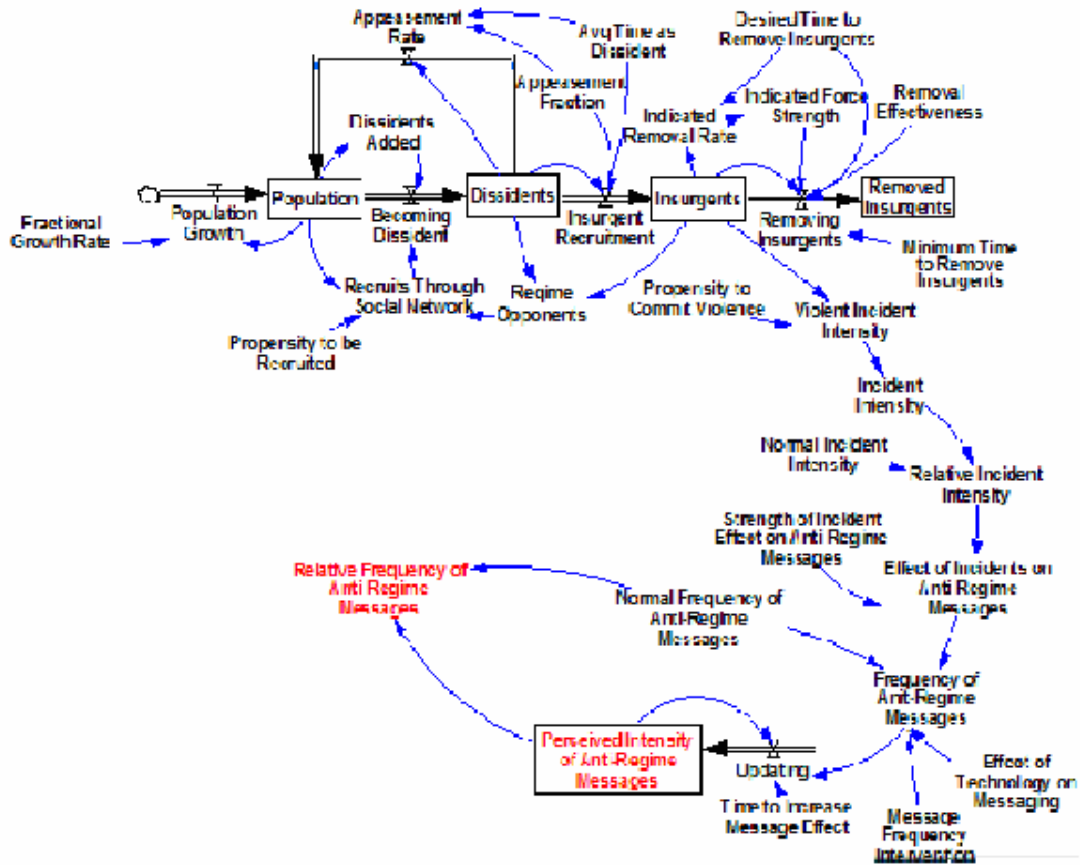 Appeasement
Rate
Avg Time as
Dissident
Desired Time to
Remove Insurgents
Appeasement
Fraction
Indicated
Removal Rate
Indicated Force
Strength
Removal
Effectiveness
Dissidents
Added
Population
Dissidents
Insurgents
Removed
Insurgents
Fractional
Growth Rate
Population
Growth
Becoming
Dissident
Insurgent
Recruitment
Removing
Insurgents
Minimum Time
to Remove
Insurgents
Recruits Through
Social Network
Regime
Opponents
Propensity to
Commit Violence
Violent Incident
Intensity
Propensity to be
Recruited
Incident
Intensity
Normal Incident
Intensity
Relative Incident
Intensity
Strength of Incident
Effect on Anti Regime
Messages
Effect of Incidents on
Anti Regime
Messages
Relative Frequency of
Anti Regime
Messages
Normal Frequency of
Anti-Regime
Messages
Frequency of
Anit-Regime
Messages
Perceived Intensity
of Anti-Regime
Messages
Updating
Effect of
Technology on
Messaging
Time to Increase
Message Effect
Message
Frequency
Intervention